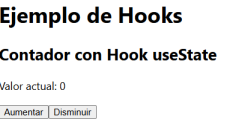 Ejemplo de Hooks
Contador con Hook useState
Valor actual: 0
Aumentar Disminuir